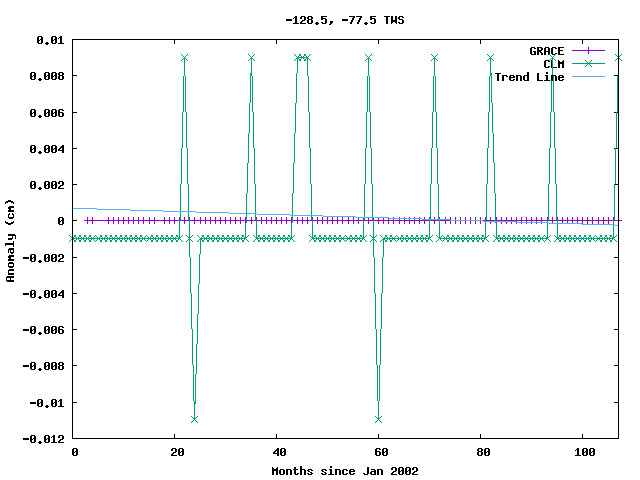 -128.5, -77.5 TWS
GRACE
CLM
Trend Line
0.01
0.008
0.006
0.004
0.002
0
-0.002
-0.004
-0.006
-0.008
-0.01
-0.012
Anomaly (cm)
0 20 40 60 80 100
Months since Jan 2002